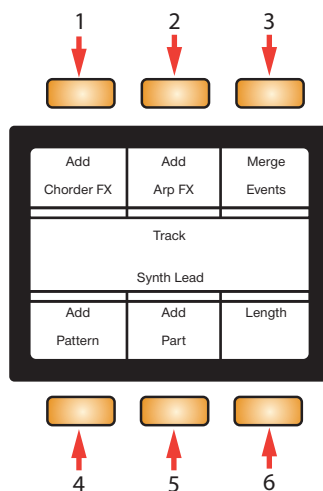 1 2 3
Add Add Merge
Chorder FX Arp FX Events
Track
Synth Lead
Add Add Length
Pattern Part
4 5 6